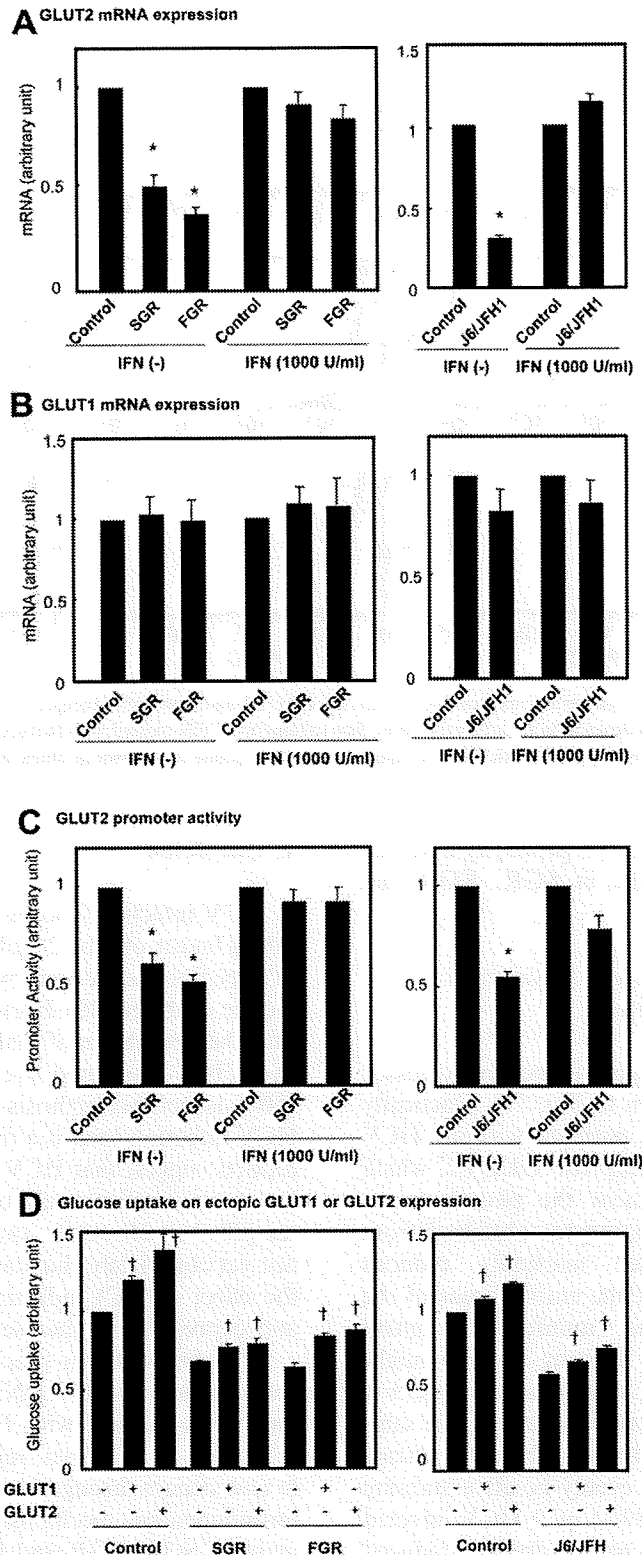 A GLUT2 mRNA expression
mRNA (arbitrary unit)
1
0.5
0
* *
Control SGR FGR Control SGR FGR
IFN (-) IFN (1000 U/ml)
1.5
1
0.5
0
*
Control J6/JFH1 Control J6/JFH1
IFN (-) IFN (1000 U/ml)
B GLUT1 mRNA expression
mRNA (arbitrary unit)
1.5
1
0.5
0
Control SGR FGR Control SGR FGR
IFN (-) IFN (1000 U/ml)
1
0.5
0
Control J6/JFH1 Control J6/JFH1
IFN (-) IFN (1000 U/ml)
C GLUT2 promoter activity
Promoter Activity (arbitrary unit)
1
0.5
0
* *
Control SGR FGR Control SGR FGR
IFN (-) IFN (1000 U/ml)
1
0.5
0
*
Control J6/JFH1 Control J6/JFH1
IFN (-) IFN (1000 U/ml)
D Glucose uptake on ectopic GLUT1 or GLUT2 expression
Glucose uptake (arbitrary unit)
1.5
1
0.5
0
† † † † † †
1.5
1
0.5
0
† † † †
GLUT1 - + - - + - - + - - + - - + -
GLUT2 - - + - - + - - + - - + - - +
Control SGR FGR Control J6/JFH